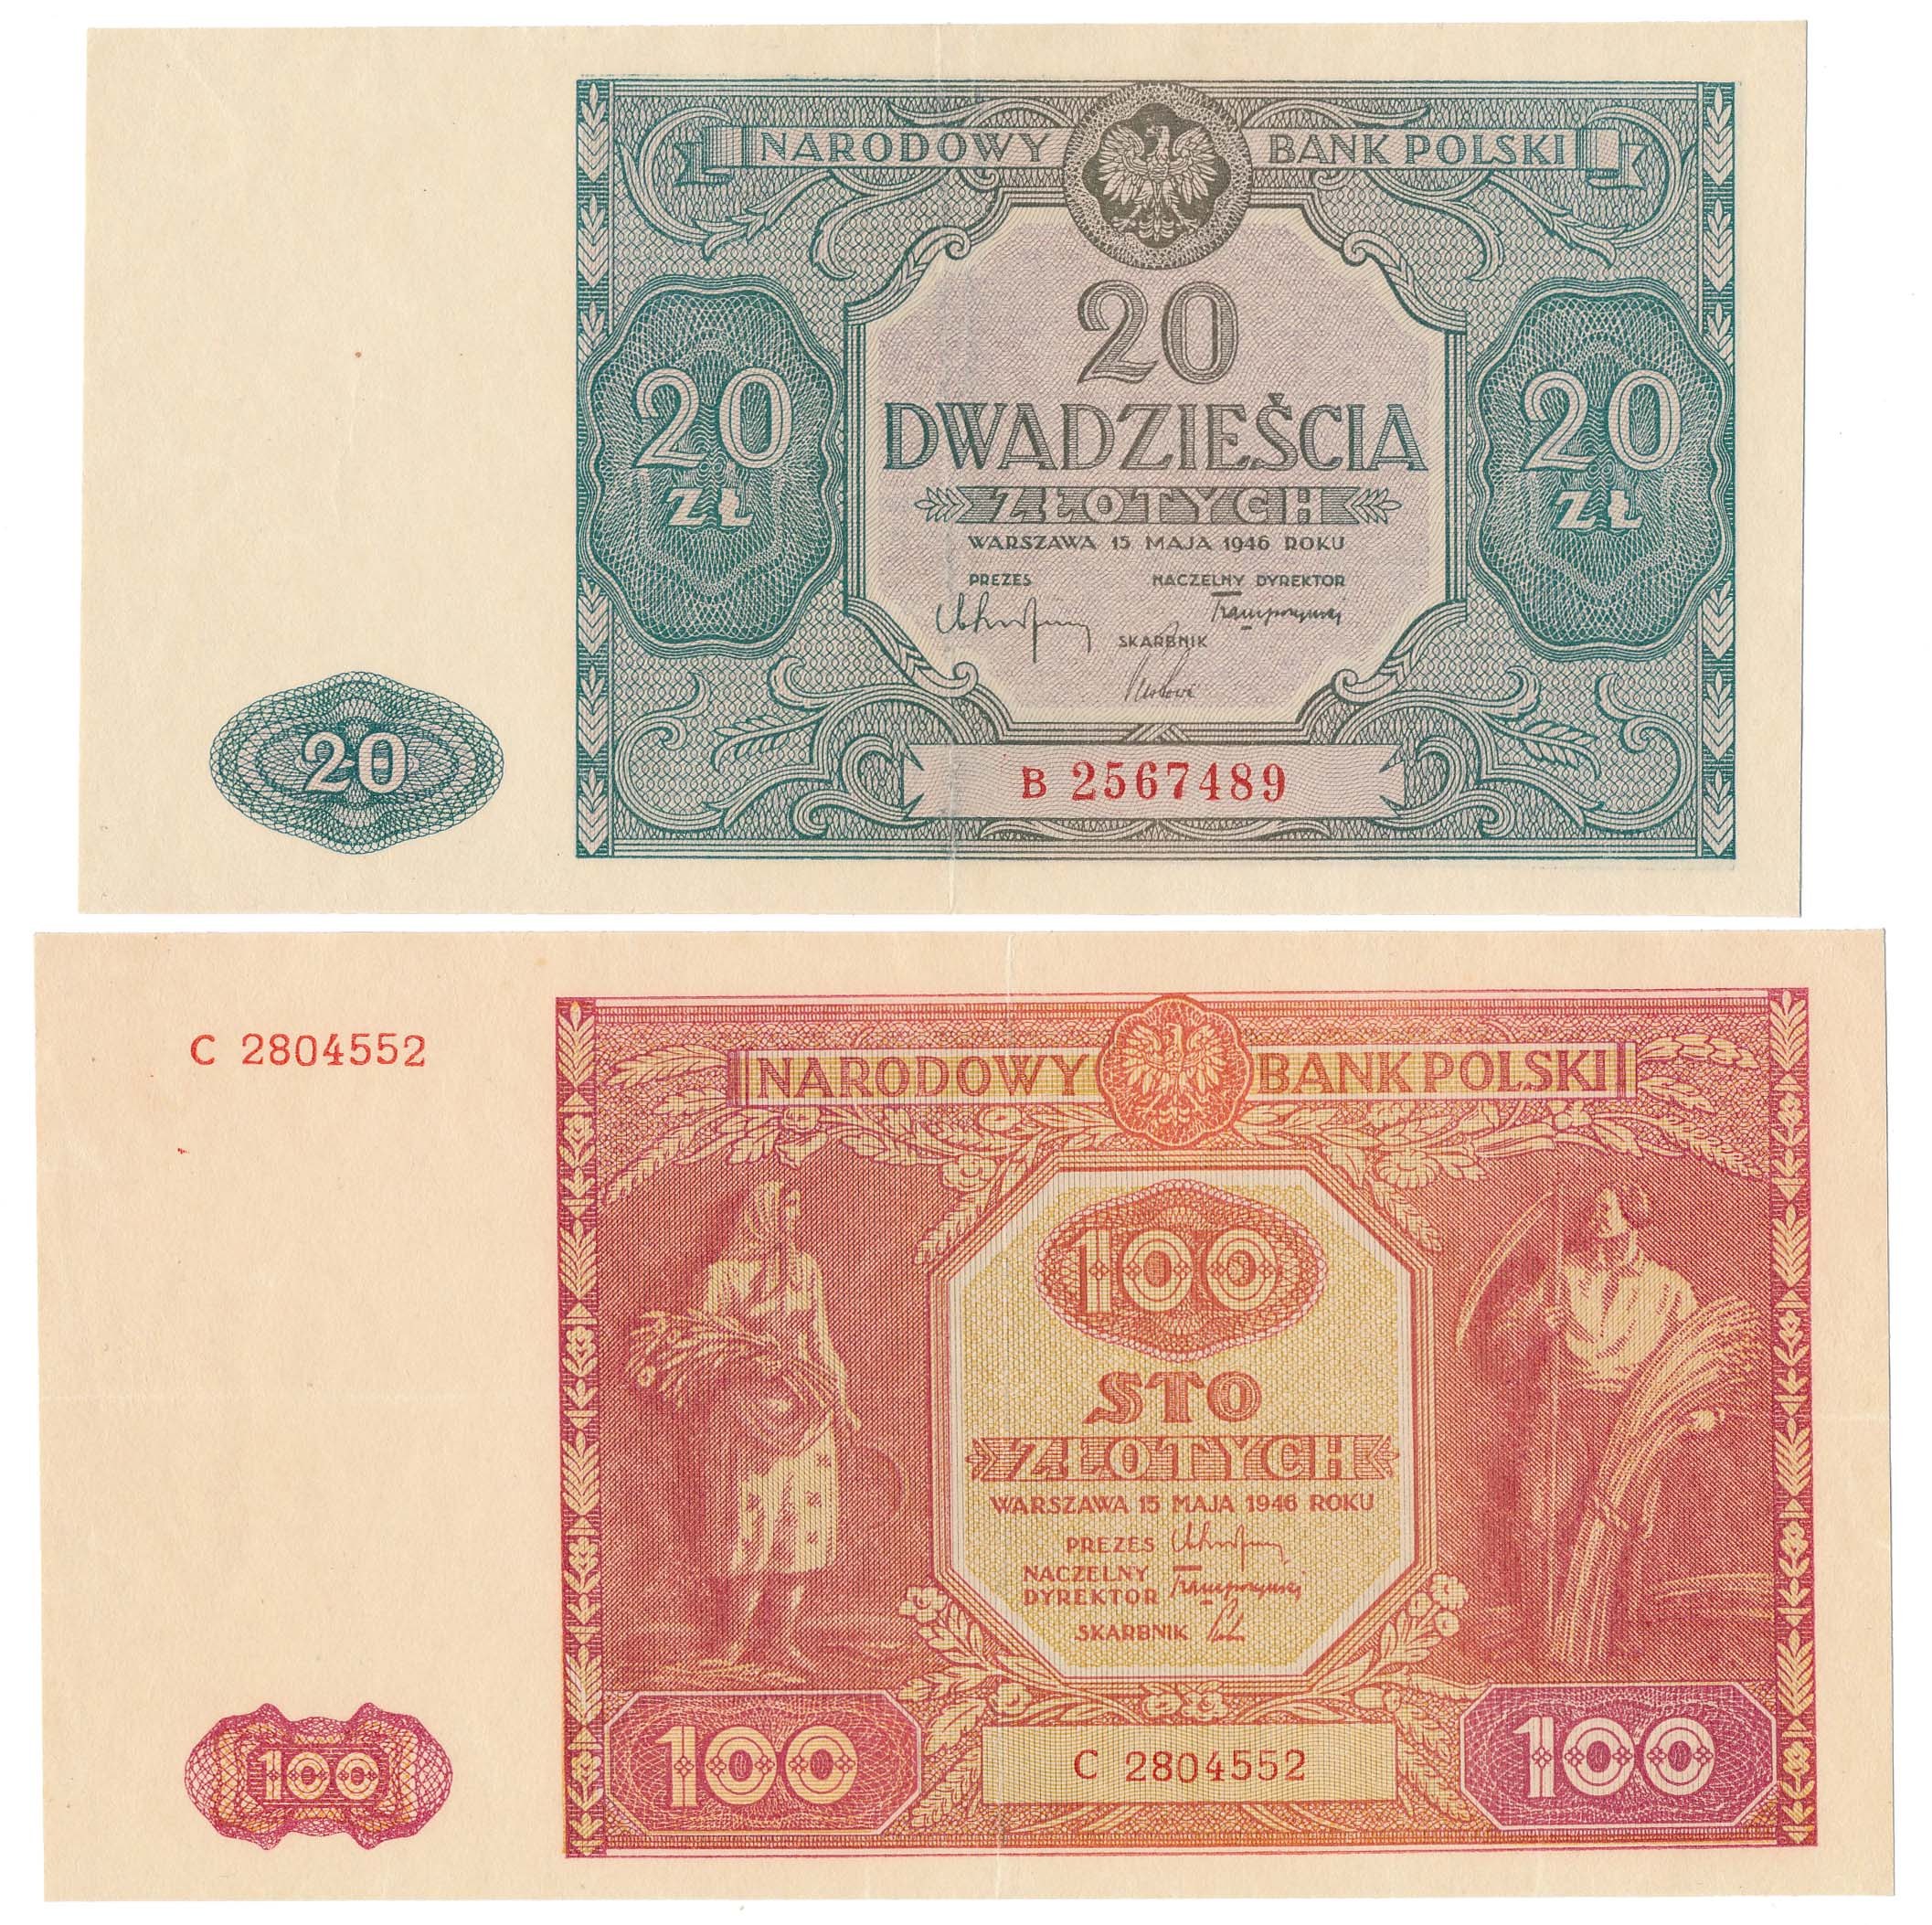 NARODOWY BANK POLSKI
20
DWADZIEŚCIA
ZŁOTYCH
WARSZAWA 15 MAJA 1946 ROKU
PREZES NACZELNY DYREKTOR
SKARBNIK
20 ZŁ
20 ZŁ
20
B 2567489
C 2804552
NARODOWY BANK POLSKI
100
STO
ZŁOTYCH
WARSZAWA 15 MAJA 1946 ROKU
PREZES
NACZELNY
DYREKTOR
SKARBNIK
100
100
100
C 2804552